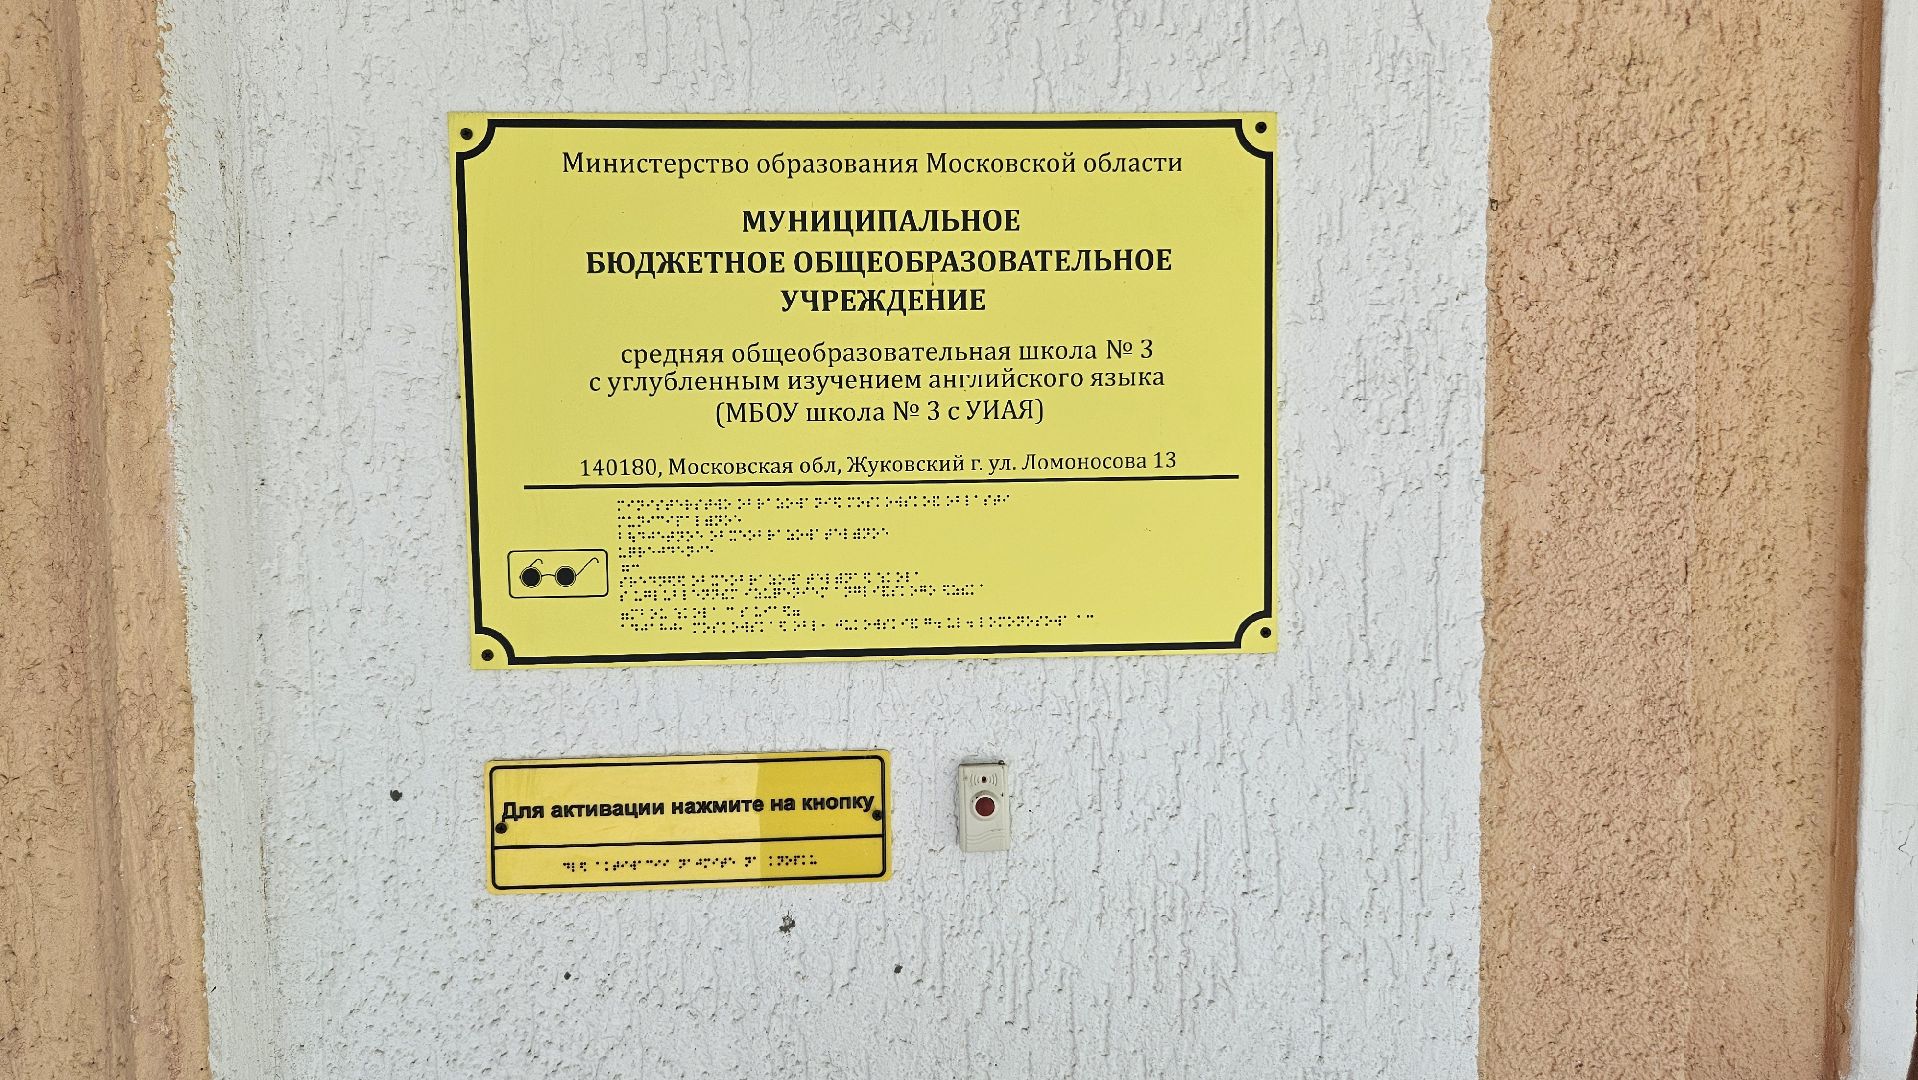 Министерство образования Московской области
МУНИЦИПАЛЬНОЕ
БЮДЖЕТНОЕ ОБЩЕОБРАЗОВАТЕЛЬНОЕ
УЧРЕЖДЕНИЕ
средняя общеобразовательная школа № 3
с углубленным изучением английского языка
(МБОУ школа № 3 с УИАЯ)
140180, Московская обл, Жуковский г. ул. Ломоносова 13
Для активации нажмите на кнопку